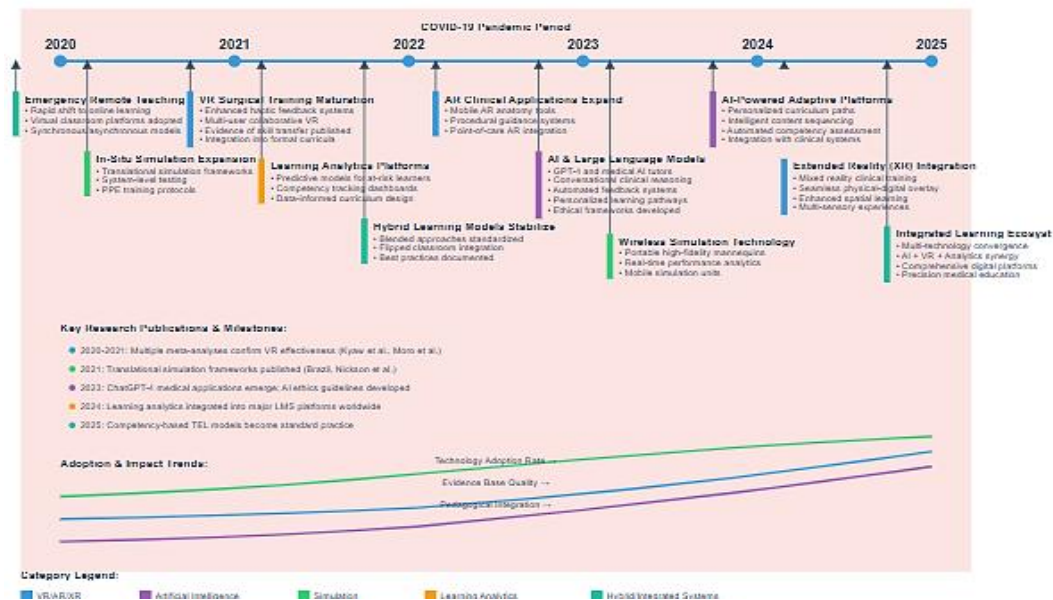 COVID-19 Pandemic Period
2020 2021 2022 2023 2024 2025
Emergency Remote Teaching
• Rapid shift to online learning
• Virtual classroom platforms adopted
• Synchronous/asynchronous models
VR Surgical Training Maturation
• Enhanced haptic feedback systems
• Multi-user collaborative VR
• Evidence of skill transfer published
• Integration into formal curricula
AR Clinical Applications Expand
• Mobile AR anatomy tools
• Procedural guidance systems
• Point-of-care AR integration
AI-Powered Adaptive Platforms
• Personalized curriculum paths
• Intelligent content sequencing
• Automated competency assessment
• Integration with clinical systems
In-Situ Simulation Expansion
• Translational simulation frameworks
• System-level testing
• PPE training protocols
Learning Analytics Platforms
• Predictive models for at-risk learners
• Competency tracking dashboards
• Data-informed curriculum design
AI & Large Language Models
• GPT-4 and medical AI tutors
• Conversational clinical reasoning
• Automated feedback systems
• Personalized learning pathways
• Ethical frameworks developed
Extended Reality (XR) Integration
• Mixed reality clinical training
• Seamless physical-digital overlay
• Enhanced spatial learning
• Multi-sensory experiences
Hybrid Learning Models Stabilize
• Blended approaches standardized
• Flipped classroom integration
• Best practices documented
Wireless Simulation Technology
• Portable high-fidelity mannequins
• Real-time performance analytics
• Mobile simulation units
Integrated Learning Ecosyst
• Multi-technology convergence
• AI + VR + Analytics synergy
• Comprehensive digital platforms
• Precision medical education
Key Research Publications & Milestones:
2020-2021: Multiple meta-analyses confirm VR effectiveness (Kyaw et al., Moro et al.)
2021: Translational simulation frameworks published (Brazil, Nickson et al.)
2023: ChatGPT-4 medical applications emerge; AI ethics guidelines developed
2024: Learning analytics integrated into major LMS platforms worldwide
2025: Competency-based TEL models become standard practice
Adoption & Impact Trends:
Technology Adoption Rate →
Evidence Base Quality →
Pedagogical Integration →
Category Legend:
VR/AR/XR Artificial Intelligence Simulation Learning Analytics Hybrid/Integrated Systems